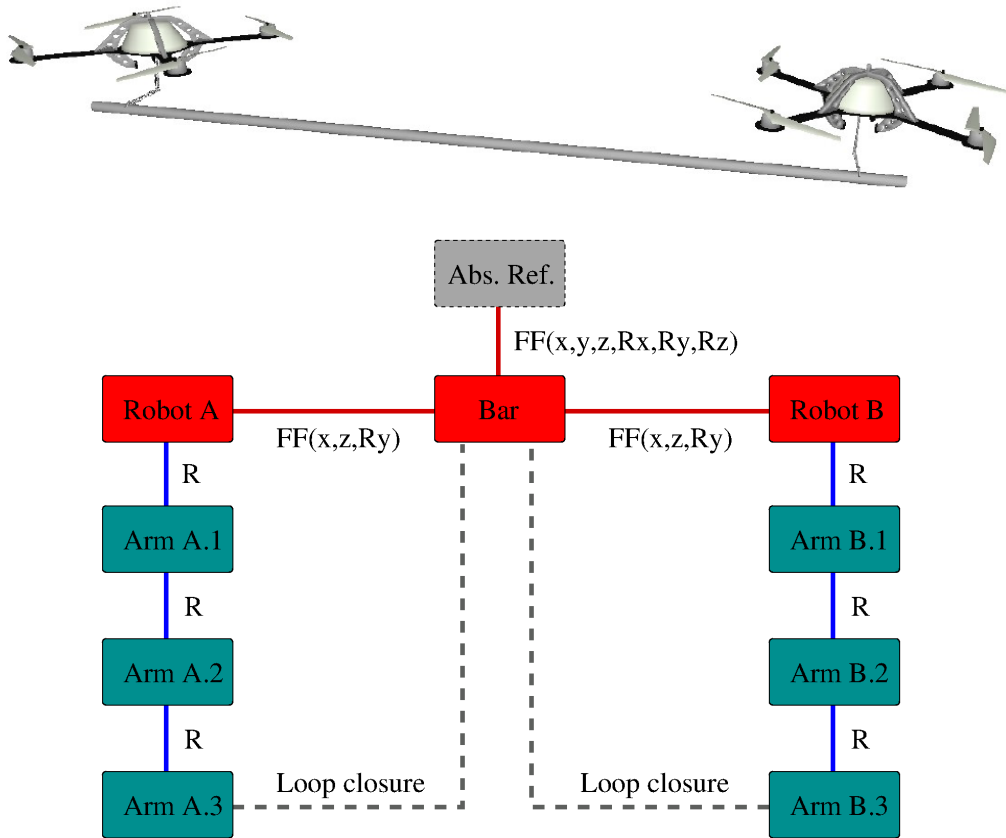 Abs. Ref.
FF(x,y,z,Rx,Ry,Rz)
Robot A
Bar
Robot B
FF(x,z,Ry)
FF(x,z,Ry)
R
R
Arm A.1
Arm B.1
R
R
Arm A.2
Arm B.2
R
R
Loop closure
Loop closure
Arm A.3
Arm B.3